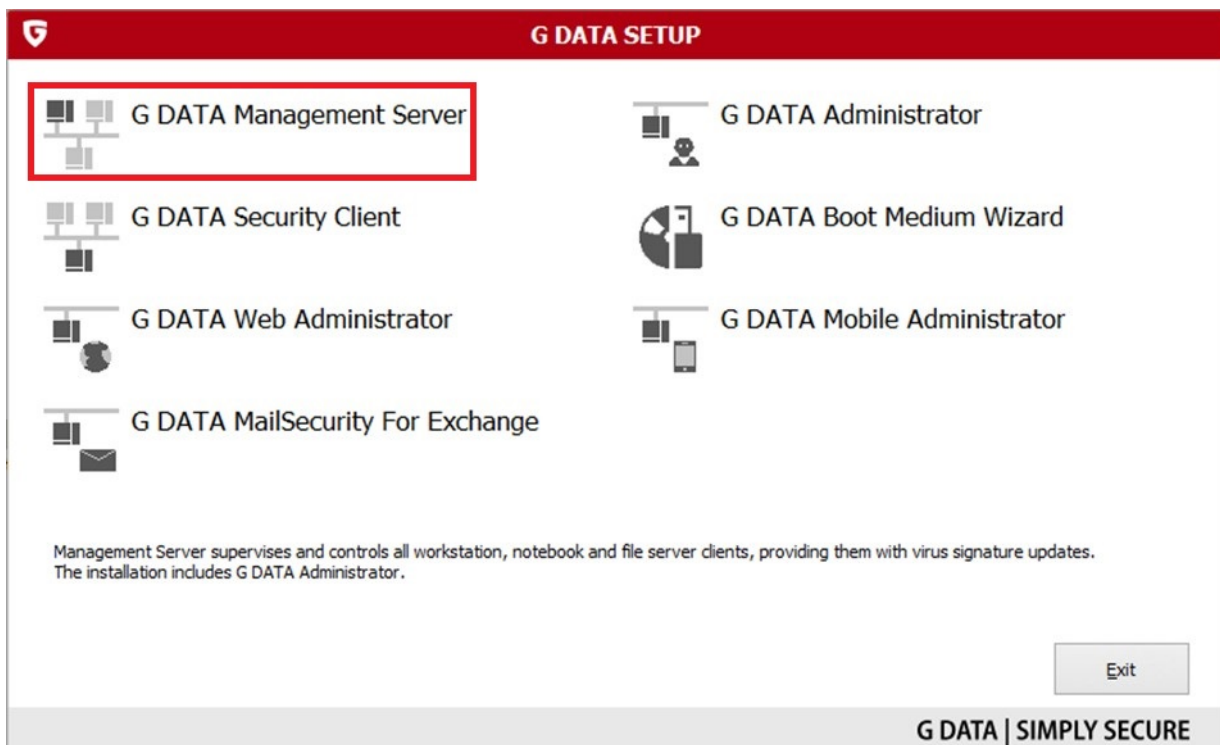 G DATA SETUP
G DATA Management Server
G DATA Administrator
G DATA Security Client
G DATA Boot Medium Wizard
G DATA Web Administrator
G DATA Mobile Administrator
G DATA MailSecurity For Exchange
Management Server supervises and controls all workstation, notebook and file server clients, providing them with virus signature updates.
The installation includes G DATA Administrator.
Exit
G DATA | SIMPLY SECURE